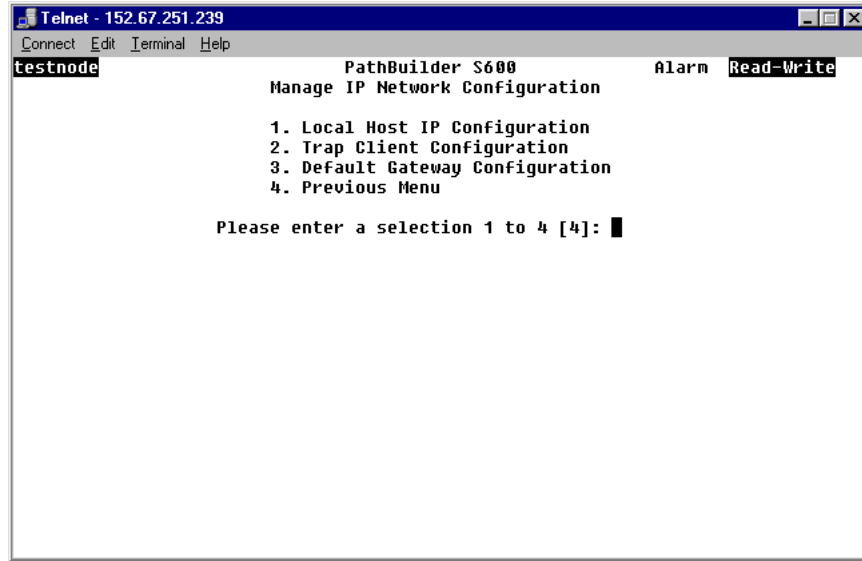 Telnet - 152.67.251.239
Connect Edit Terminal Help
testnode PathBuilder S600 Alarm Read-Write
Manage IP Network Configuration
1. Local Host IP Configuration
2. Trap Client Configuration
3. Default Gateway Configuration
4. Previous Menu
Please enter a selection 1 to 4 [4]: